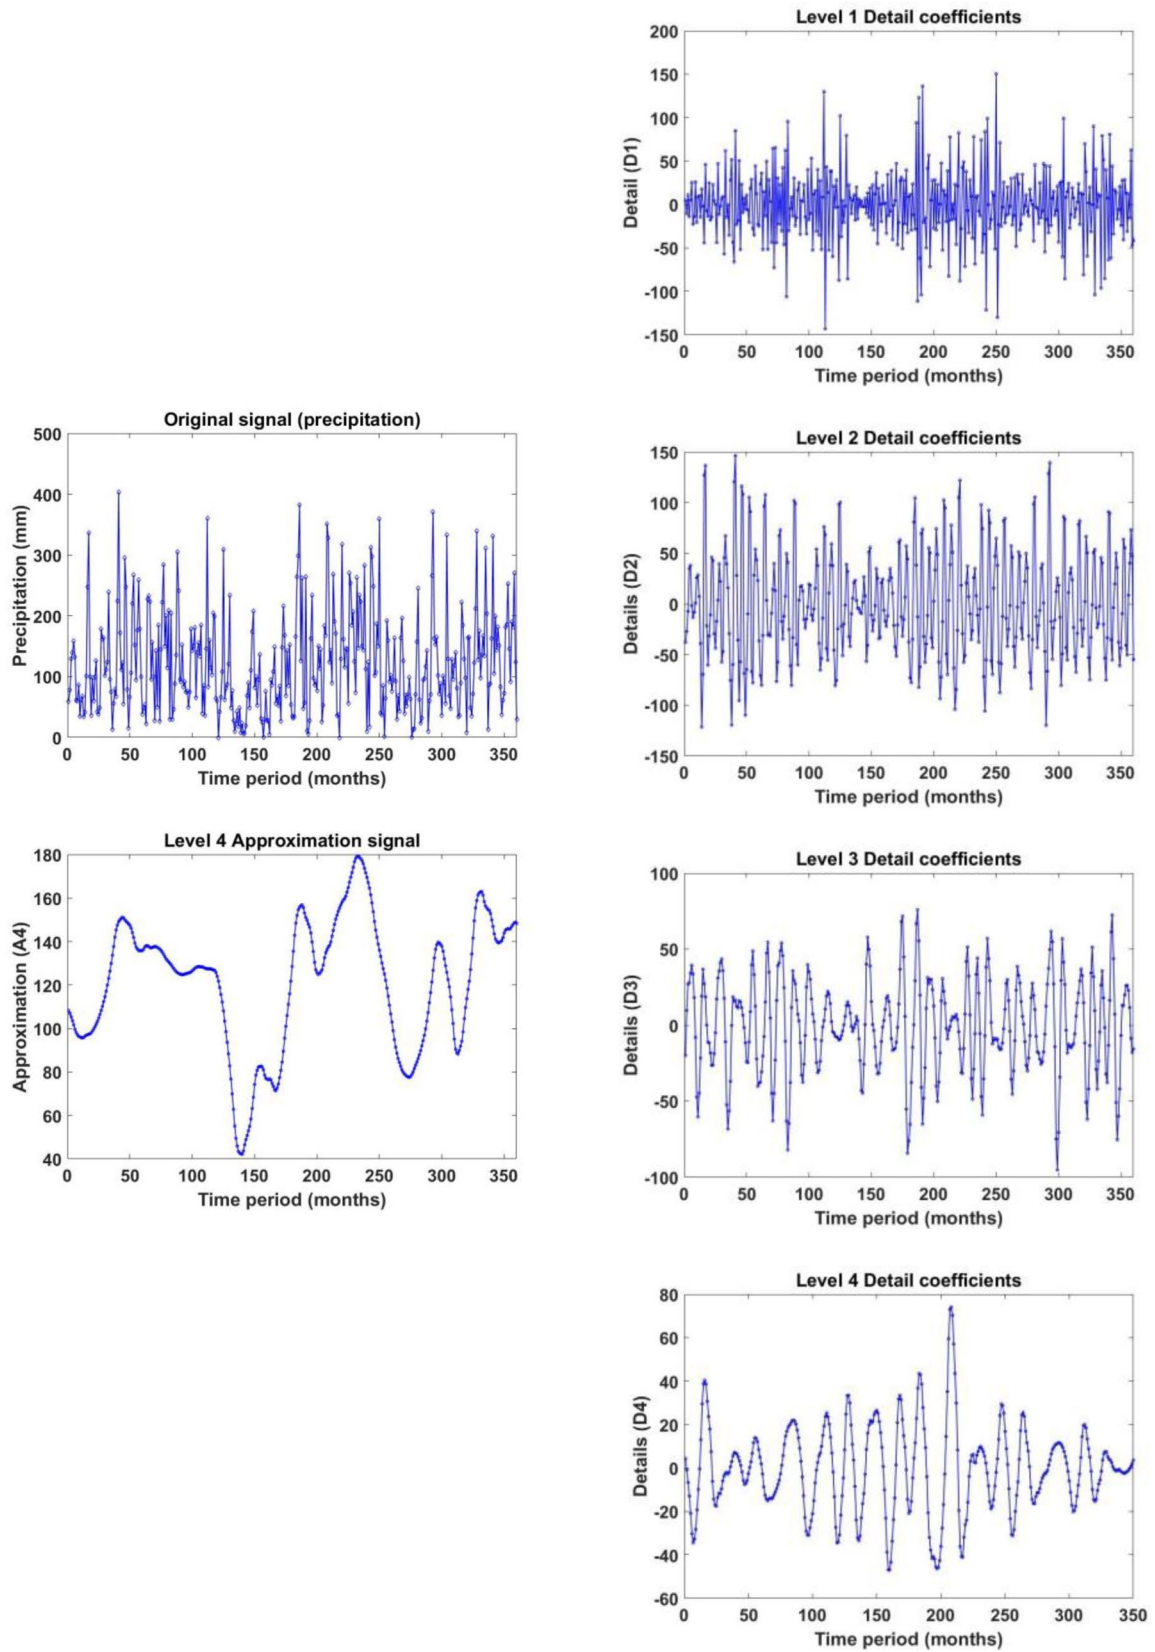 Level 1 Detail coefficients
200
150
100
50
0
-50
-100
-150
Detail (D1)
0 50 100 150 200 250 300 350
Time period (months)
Original signal (precipitation)
500
400
300
200
100
0
Precipitation (mm)
0 50 100 150 200 250 300 350
Time period (months)
Level 2 Detail coefficients
150
100
50
0
-50
-100
-150
Details (D2)
0 50 100 150 200 250 300 350
Time period (months)
Level 4 Approximation signal
180
160
140
120
100
80
60
40
Approximation (A4)
0 50 100 150 200 250 300 350
Time period (months)
Level 3 Detail coefficients
100
50
0
-50
-100
Details (D3)
0 50 100 150 200 250 300 350
Time period (months)
Level 4 Detail coefficients
80
60
40
20
0
-20
-40
-60
Details (D4)
0 50 100 150 200 250 300 350
Time period (months)